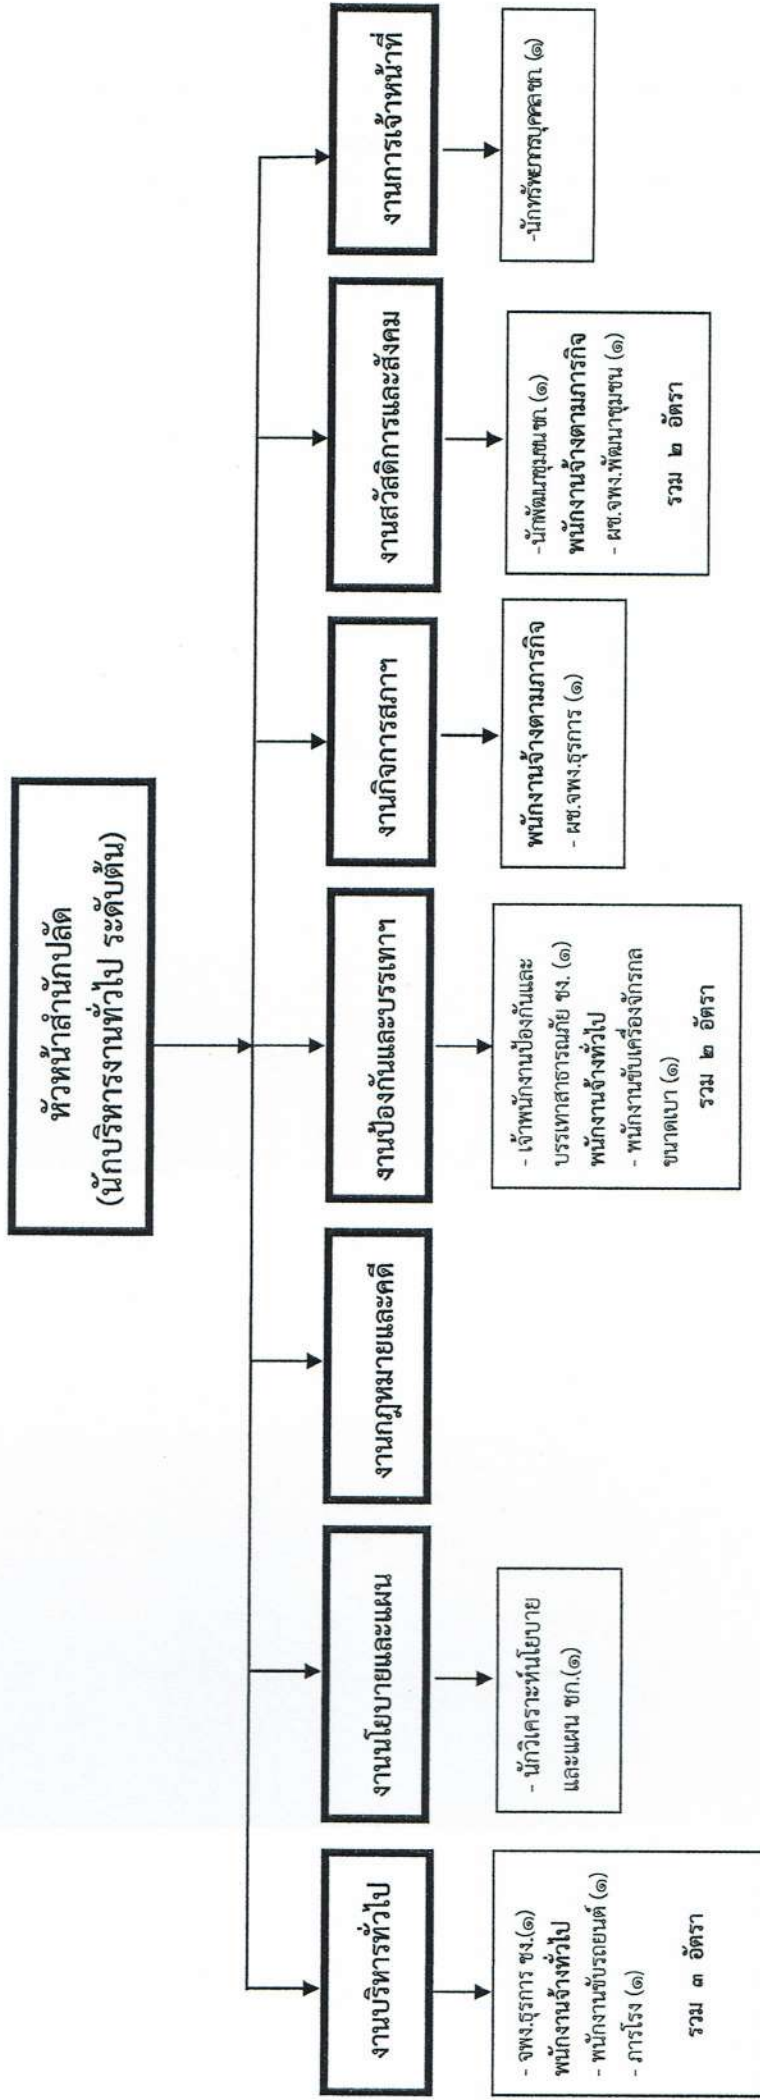 หัวหน้าสำนักปลัด
(นักบริหารงานทั่วไป ระดับต้น)
งานบริหารทั่วไป
- จพง.ธุรการ ชง.(๑)
พนักงานจ้างทั่วไป
- พนักงานขับรถยนต์ (๑)
- ภารโรง (๑)
รวม ๓ อัตรา
งานนโยบายและแผน
- นักวิเคราะห์นโยบาย
และแผน ชก.(๑)
งานกฎหมายและคดี
งานป้องกันและบรรเทาฯ
- เจ้าพนักงานป้องกันและ
บรรเทาสาธารณภัย ชง. (๑)
พนักงานจ้างทั่วไป
- พนักงานขับเครื่องจักรกล
ขนาดเบา (๑)
รวม ๒ อัตรา
งานกิจการสภาฯ
พนักงานจ้างตามภารกิจ
- ผช.จพง.ธุรการ (๑)
งานสวัสดิการและสังคม
-นักพัฒนาชุมชน ชก. (๑)
พนักงานจ้างตามภารกิจ
- ผช.จพง.พัฒนาชุมชน (๑)
รวม ๒ อัตรา
งานการเจ้าหน้าที่
-นักทรัพยากรบุคคล ชก. (๑)